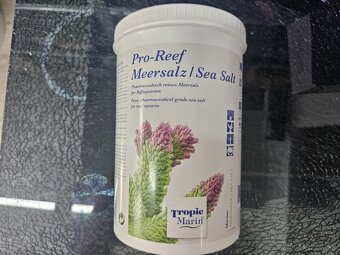 Pro-Reef
Meersalz / Sea Salt
Pharmaceutisch reines Meersalz
für Riffaquarien
Pure, pharmaceutical grade sea salt
for reef aquaria
Tropic
Marin